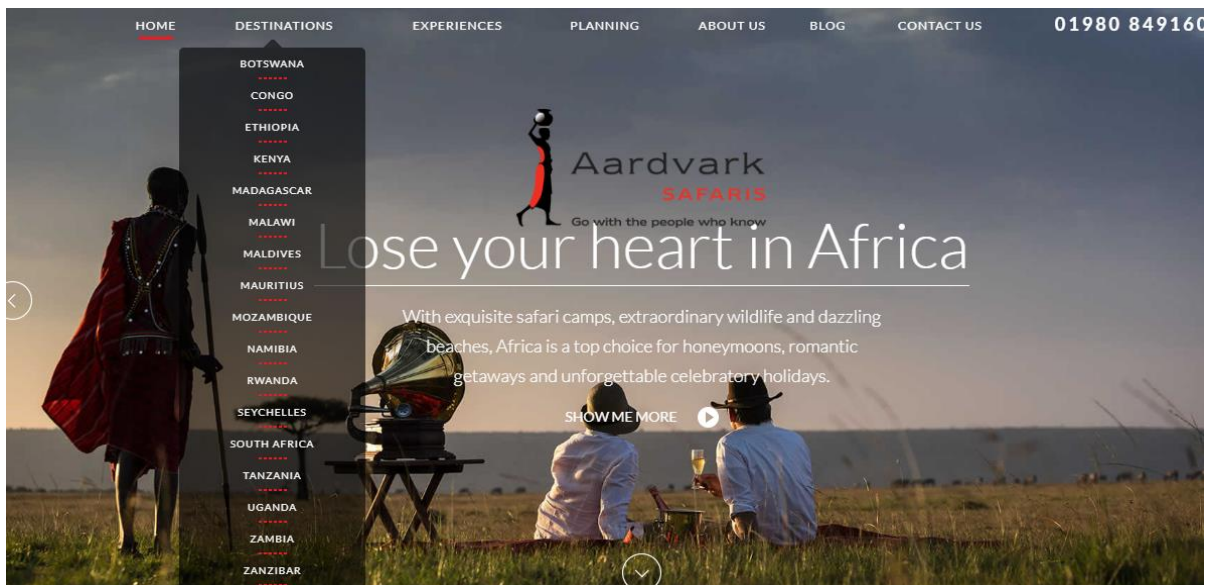 HOME DESTINATIONS EXPERIENCES PLANNING ABOUT US BLOG CONTACT US 01980 849160
BOTSWANA
CONGO
ETHIOPIA
KENYA
MADAGASCAR
MALAWI
MALDIVES
MAURITIUS
MOZAMBIQUE
NAMIBIA
RWANDA
SEYCHELLES
SOUTH AFRICA
TANZANIA
UGANDA
ZAMBIA
ZANZIBAR
Aardvark
SAFARIS
Go with the people who know
Lose your heart in Africa
With exquisite safari camps, extraordinary wildlife and dazzling
beaches, Africa is a top choice for honeymoons, romantic
getaways and unforgettable celebratory holidays.
SHOW ME MORE